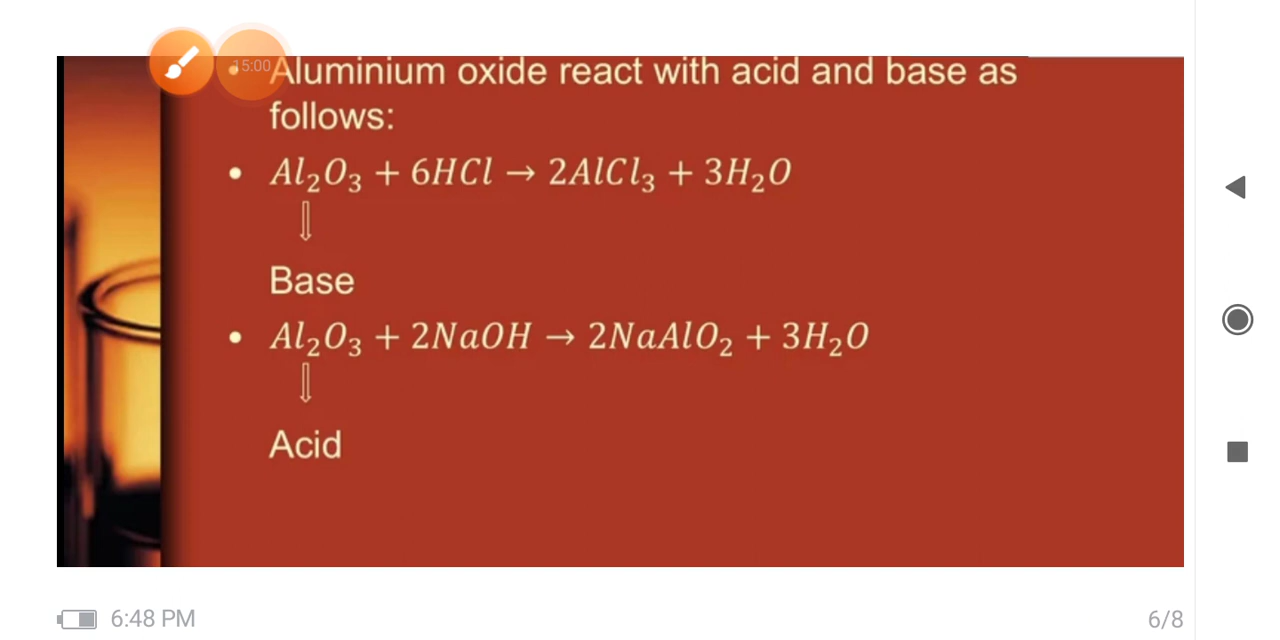 15:00
• Aluminium oxide react with acid and base as
follows:
• Al₂O₃ + 6HCl → 2AlCl₃ + 3H₂O
⇓
Base
• Al₂O₃ + 2NaOH → 2NaAlO₂ + 3H₂O
⇓
Acid
6:48 PM
6/8